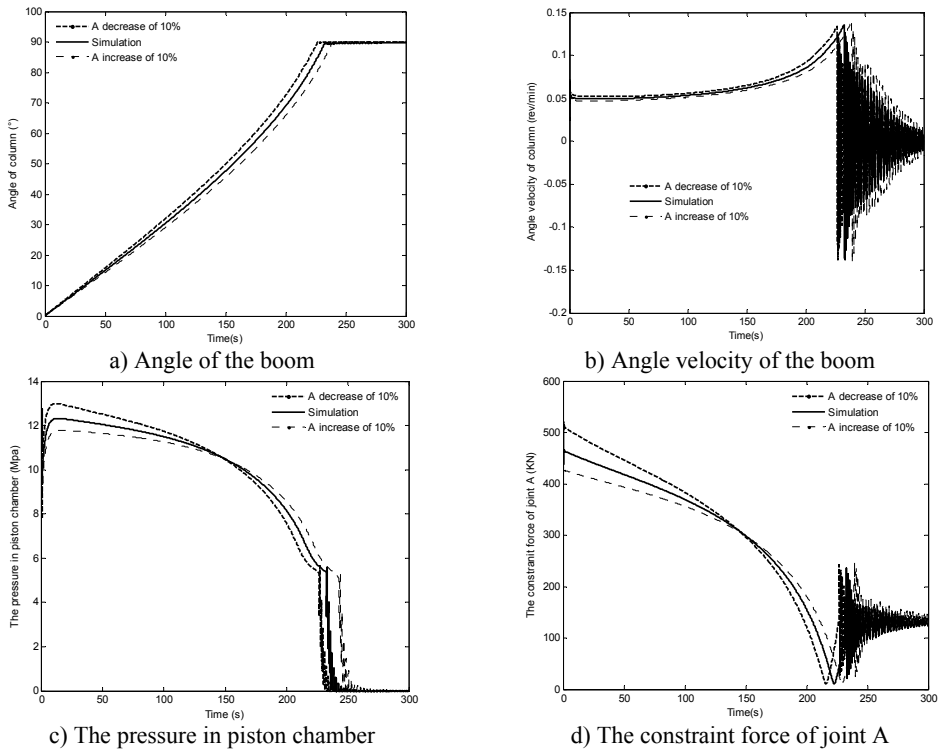 A decrease of 10%
Simulation
A increase of 10%
Angle of column (°)
100
90
80
70
60
50
40
30
20
10
0
0 50 100 150 200 250 300
Time(s)
a) Angle of the boom
A decrease of 10%
Simulation
A increase of 10%
Angle velocity of column (rev/min)
0.15
0.1
0.05
0
-0.05
-0.1
-0.15
-0.2
0 50 100 150 200 250 300
Time(s)
b) Angle velocity of the boom
A decrease of 10%
Simulation
A increase of 10%
The pressure in piston chamber (Mpa)
14
12
10
8
6
4
2
0
0 50 100 150 200 250 300
Time (s)
c) The pressure in piston chamber
A decrease of 10%
Simulation
A increase of 10%
The constranit force of joint A (KN)
600
500
400
300
200
100
0
0 50 100 150 200 250 300
Time(s)
d) The constraint force of joint A